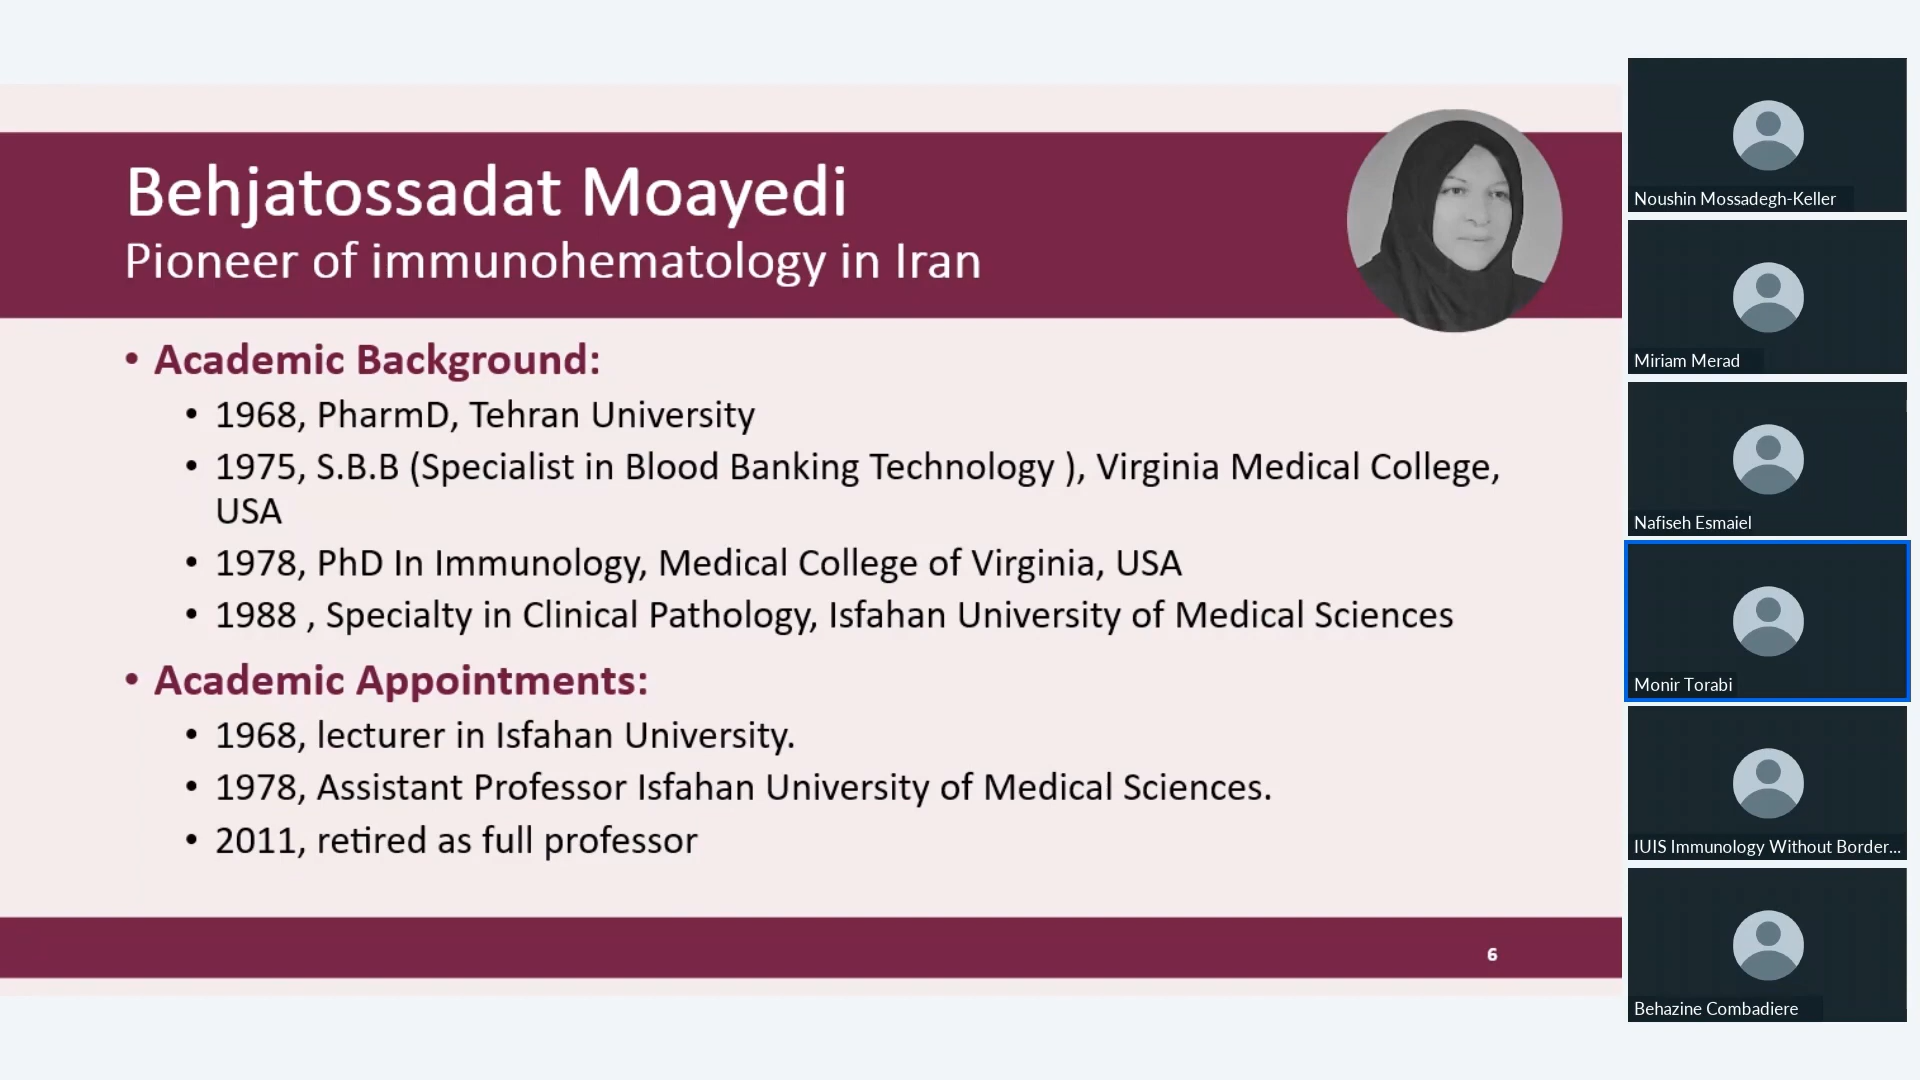 Behjatossadat Moayedi
Pioneer of immunohematology in Iran
• Academic Background:
• 1968, PharmD, Tehran University
• 1975, S.B.B (Specialist in Blood Banking Technology ), Virginia Medical College,
USA
• 1978, PhD In Immunology, Medical College of Virginia, USA
• 1988 , Specialty in Clinical Pathology, Isfahan University of Medical Sciences
• Academic Appointments:
• 1968, lecturer in Isfahan University.
• 1978, Assistant Professor Isfahan University of Medical Sciences.
• 2011, retired as full professor
6
Noushin Mossadegh-Keller
Miriam Merad
Nafiseh Esmaiel
Monir Torabi
IUIS Immunology Without Border...
Behazine Combadiere